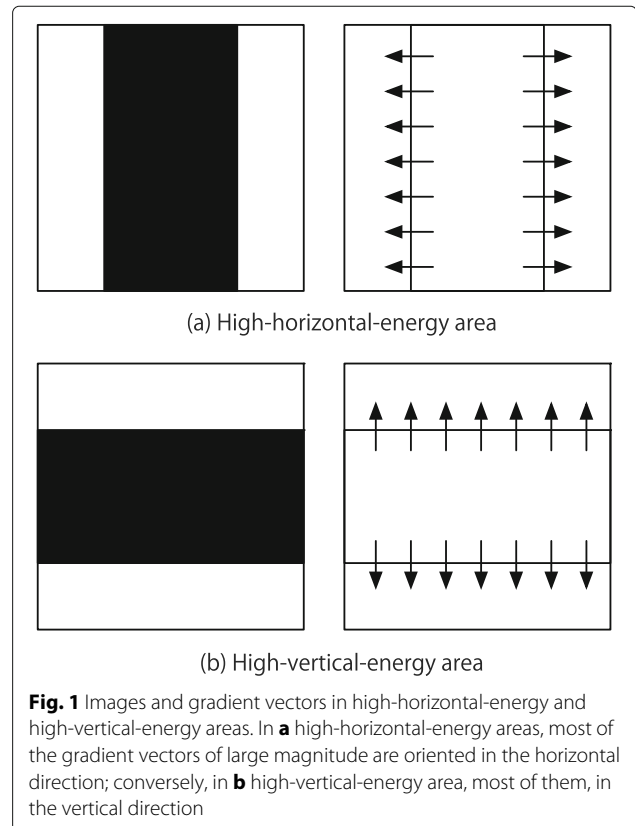 (a) High-horizontal-energy area
(b) High-vertical-energy area
Fig. 1 Images and gradient vectors in high-horizontal-energy and
high-vertical-energy areas. In a high-horizontal-energy areas, most of
the gradient vectors of large magnitude are oriented in the horizontal
direction; conversely, in b high-vertical-energy area, most of them, in
the vertical direction